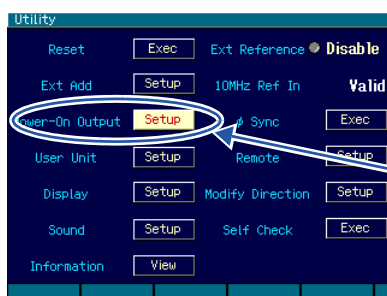 Utility
Reset Exec Ext Reference Disable
Ext Add Setup 10MHz Ref In Valid
Power-On Output Setup ø Sync Exec
User Unit Setup Remote Setup
Display Setup Modify Direction Setup
Sound Setup Self Check Exec
Information View